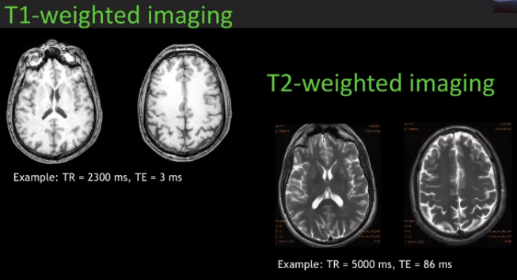 T1-weighted imaging
T2-weighted imaging
Example: TR = 2300 ms, TE = 3 ms
Example: TR = 5000 ms, TE = 86 ms